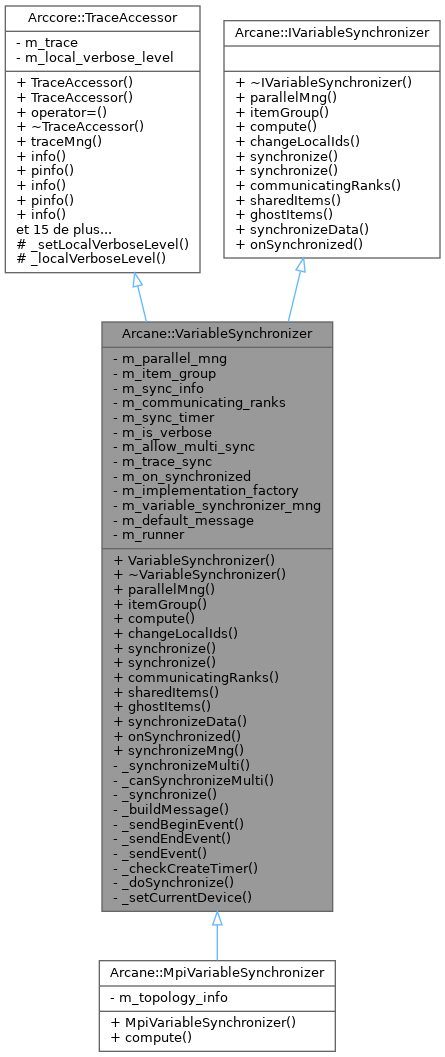 Arccore::TraceAccessor
- m_trace
- m_local_verbose_level
+ TraceAccessor()
+ TraceAccessor()
+ operator=()
+ ~TraceAccessor()
+ traceMng()
+ info()
+ pinfo()
+ info()
+ pinfo()
+ info()
et 15 de plus...
# _setLocalVerboseLevel()
# _localVerboseLevel()
Arcane::IVariableSynchronizer
+ ~IVariableSynchronizer()
+ parallelMng()
+ itemGroup()
+ compute()
+ changeLocalIds()
+ synchronize()
+ synchronize()
+ communicatingRanks()
+ sharedItems()
+ ghostItems()
+ synchronizeData()
+ onSynchronized()
Arcane::VariableSynchronizer
- m_parallel_mng
- m_item_group
- m_sync_info
- m_communicating_ranks
- m_sync_timer
- m_is_verbose
- m_allow_multi_sync
- m_trace_sync
- m_on_synchronized
- m_implementation_factory
- m_variable_synchronizer_mng
- m_default_message
- m_runner
+ VariableSynchronizer()
+ ~VariableSynchronizer()
+ parallelMng()
+ itemGroup()
+ compute()
+ changeLocalIds()
+ synchronize()
+ synchronize()
+ communicatingRanks()
+ sharedItems()
+ ghostItems()
+ synchronizeData()
+ onSynchronized()
+ synchronizeMng()
- _synchronizeMulti()
- _canSynchronizeMulti()
- _synchronize()
- _buildMessage()
- _sendBeginEvent()
- _sendEndEvent()
- _sendEvent()
- _checkCreateTimer()
- _doSynchronize()
- _setCurrentDevice()
Arcane::MpiVariableSynchronizer
- m_topology_info
+ MpiVariableSynchronizer()
+ compute()